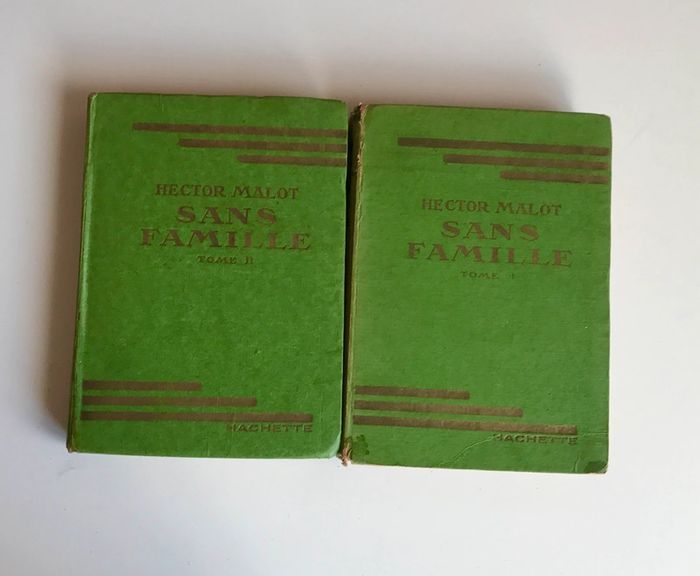 HECTOR MALOT
SANS
FAMILLE
TOME II
HACHETTE
HECTOR MALOT
SANS
FAMILLE
TOME I
HACHETTE